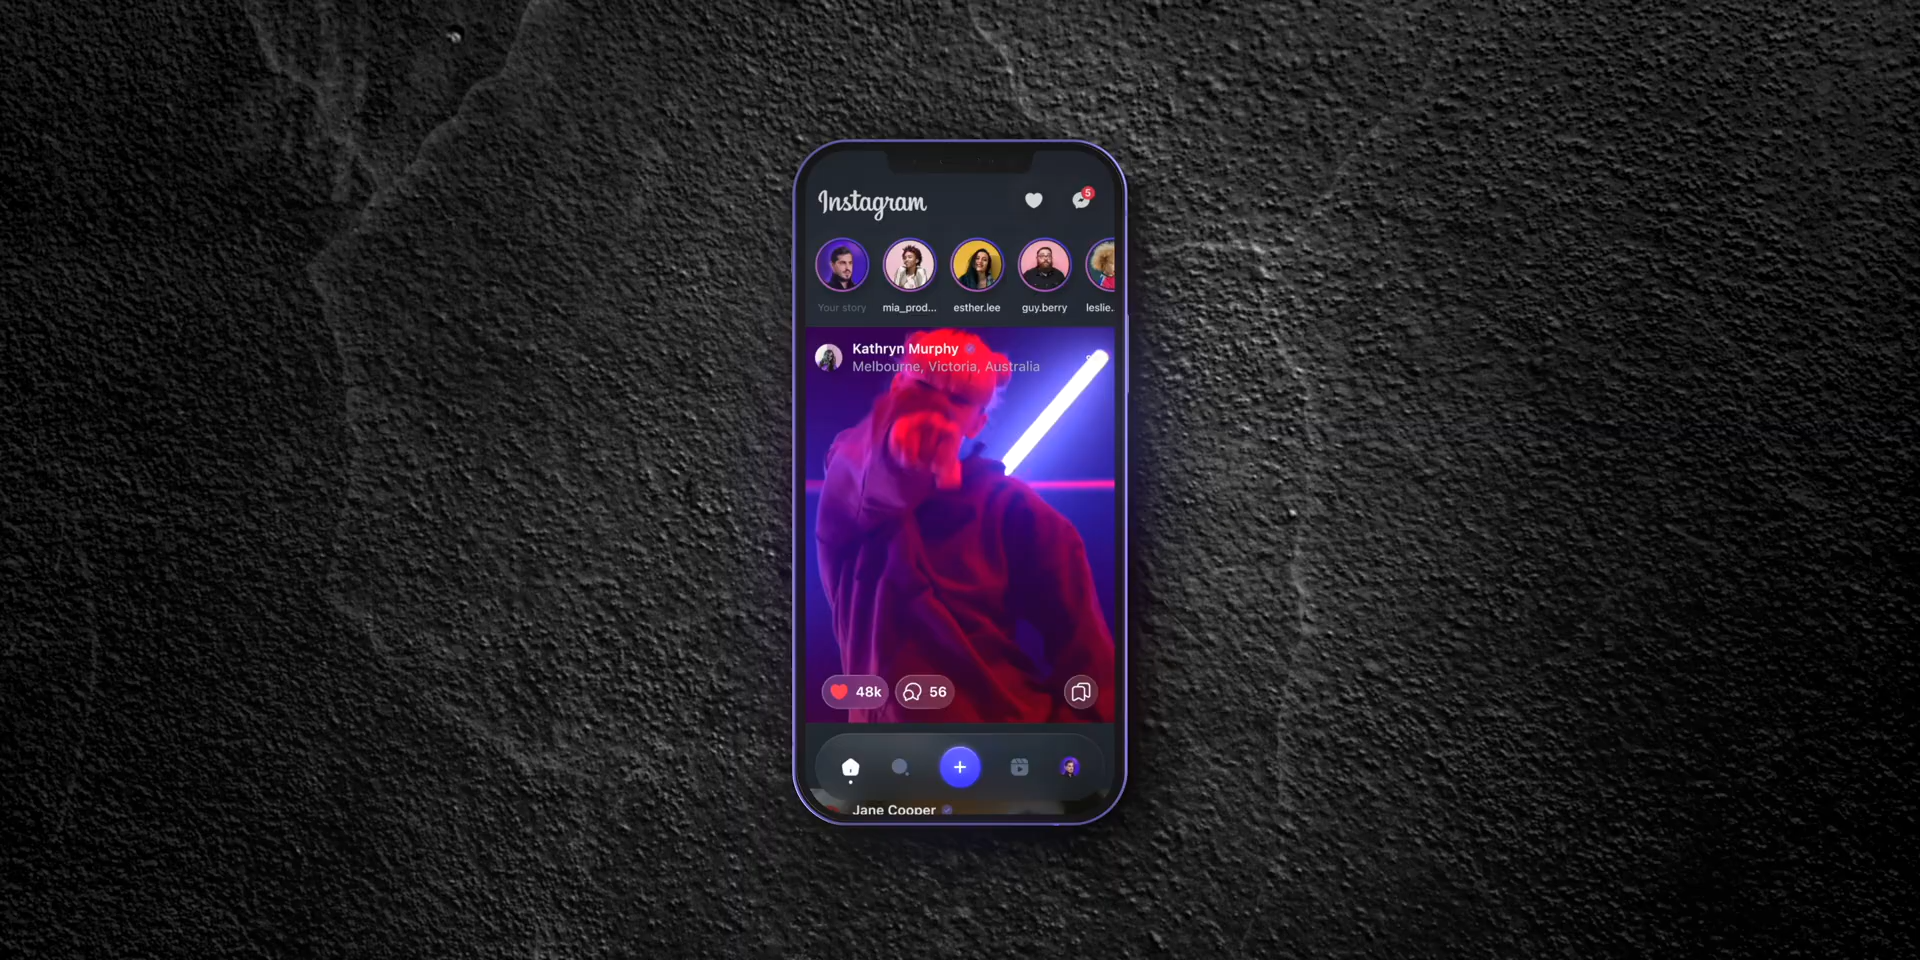 Instagram
5
Your story
mia_prod...
esther.lee
guy.berry
leslie..
Kathryn Murphy
Melbourne, Victoria, Australia
48k
56
Jane Cooper